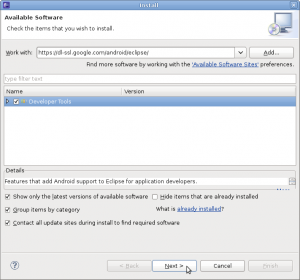 Install
Available Software
Check the items that you wish to install.
Work with: https://dl-ssl.google.com/android/eclipse/ Add...
Find more software by working with the 'Available Software Sites' preferences.
type filter text
Name Version
Developer Tools
Details
Features that add Android support to Eclipse for application developers.
More...
Show only the latest versions of available software Hide items that are already installed
Group items by category What is already installed?
Contact all update sites during install to find required software
< Back Next > Cancel Finish